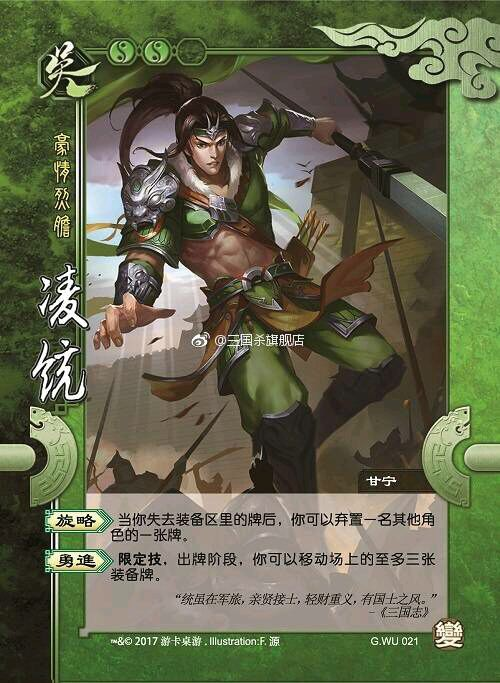 吴
豪情烈膽
凌统
@三国杀旗舰店
甘宁
旋略 当你失去装备区里的牌后，你可以弃置一名其他角
色的一张牌。
勇進 限定技，出牌阶段，你可以移动场上的至多三张
装备牌。
“统虽在军旅，亲贤接士，轻财重义，有国士之风。”
–《三国志》
™&© 2017 游卡桌游 . Illustration:F. 源
G.WU 021
變